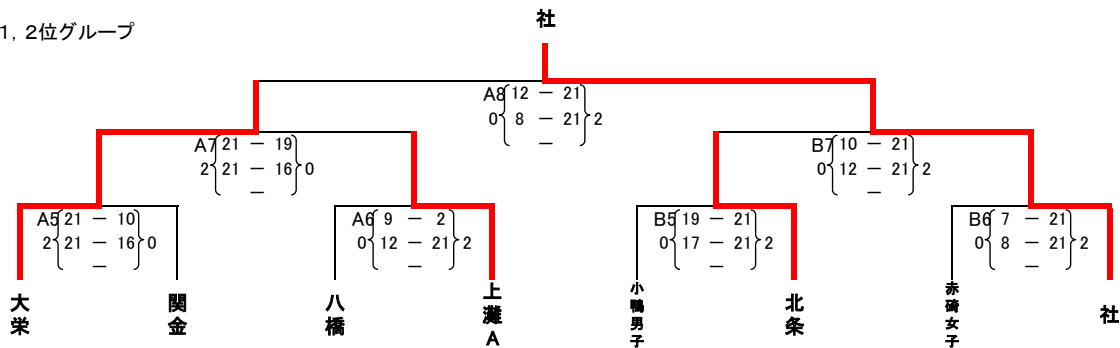 社
1，2位グループ
A8 12 － 21
0 8 － 21 2
－
A7 21 － 19
2 21 － 16 0
－
B7 10 － 21
0 12 － 21 2
－
A5 21 － 10
2 21 － 16 0
－
A6 9 － 2
0 12 － 21 2
－
B5 19 － 21
0 17 － 21 2
－
B6 7 － 21
0 8 － 21 2
－
大栄
関金
八橋
上灘A
小鴨男子
北条
赤碕女子
社